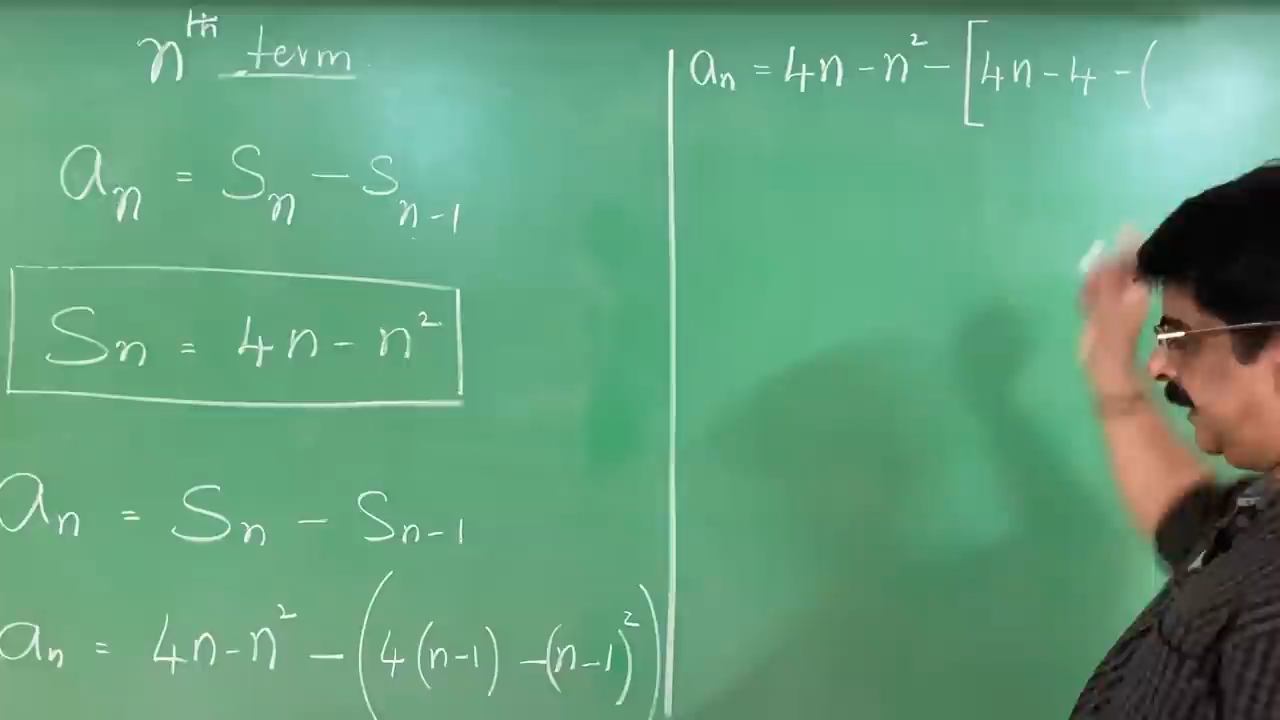 nᵗʰ term
aₙ = Sₙ − Sₙ₋₁
Sₙ = 4n − n²
aₙ = Sₙ − Sₙ₋₁
aₙ = 4n − n² − (4(n−1) − (n−1)²)
aₙ = 4n − n² − [4n − 4 − (